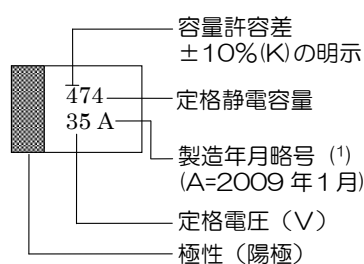 容量許容差
±10%(K)の明示
474
定格静電容量
35 A
製造年月略号 (1)
(A=2009 年1月)
定格電圧（V）
極性（陽極）